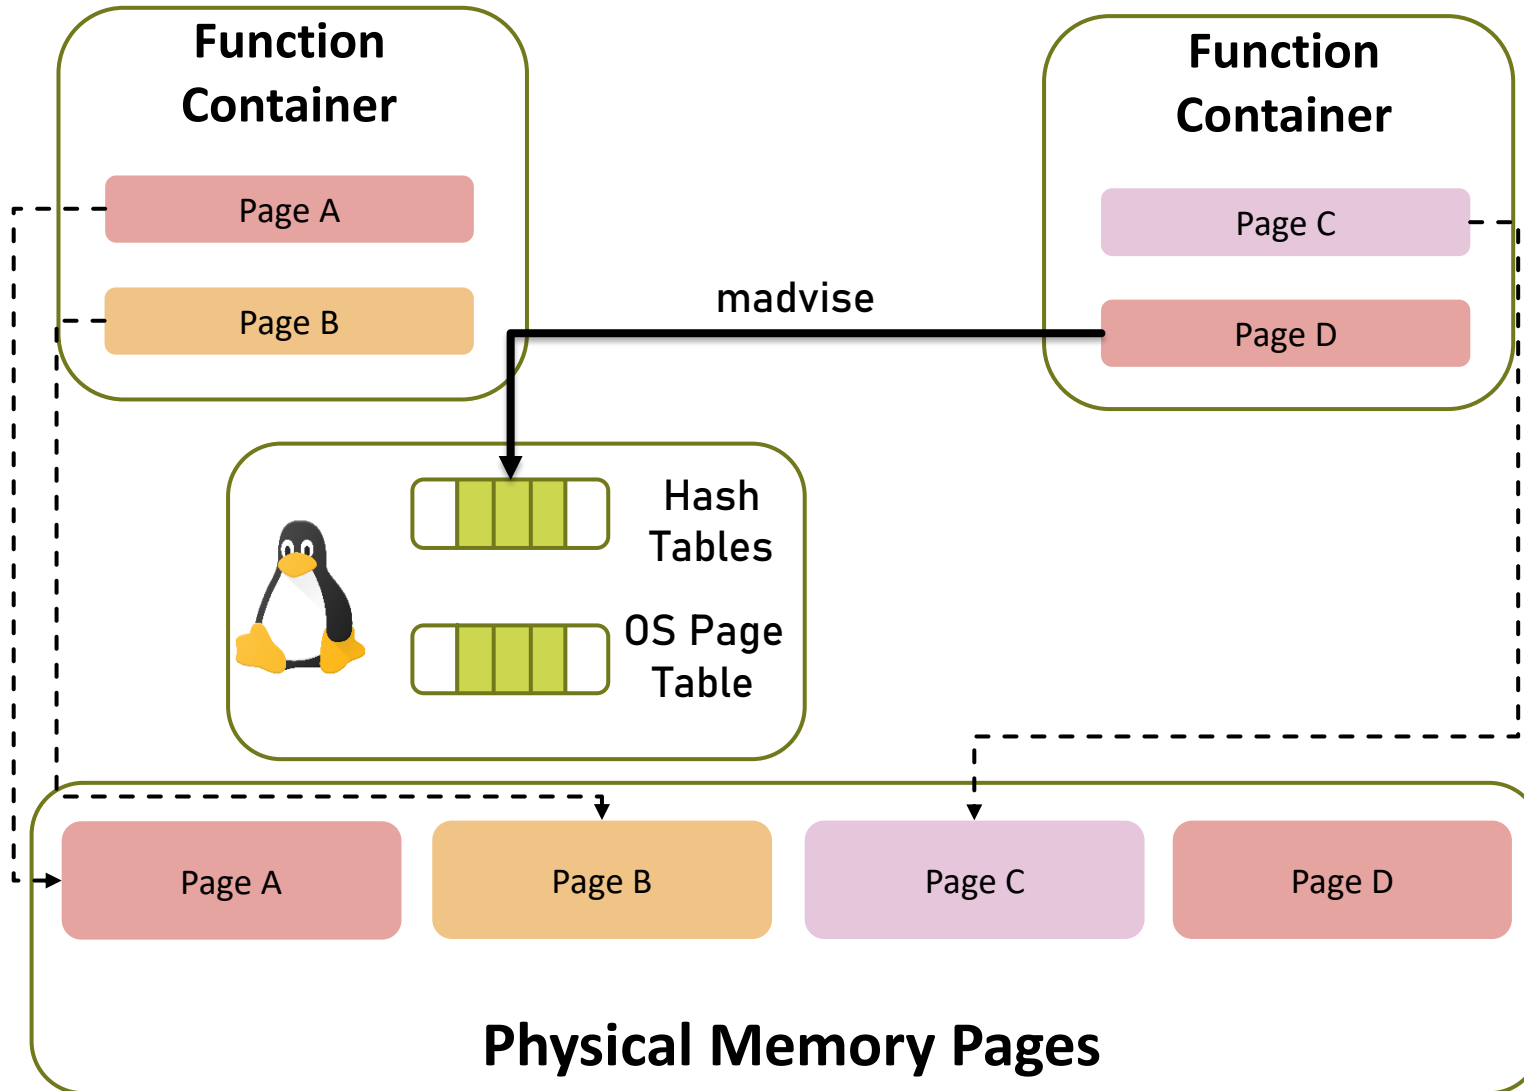 Function
Container
Page A
Page B
Function
Container
Page C
Page D
madvise
Hash
Tables
OS Page
Table
Page A
Page B
Page C
Page D
Physical Memory Pages